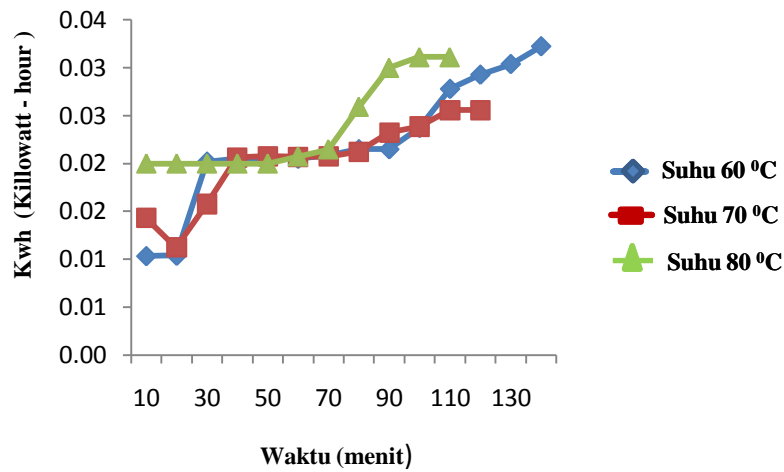 Kwh (Killowatt - hour )
0.04
0.03
0.03
0.02
0.02
0.01
0.01
0.00
10 30 50 70 90 110 130
Waktu (menit)
Suhu 60 ⁰C
Suhu 70 ⁰C
Suhu 80 ⁰C